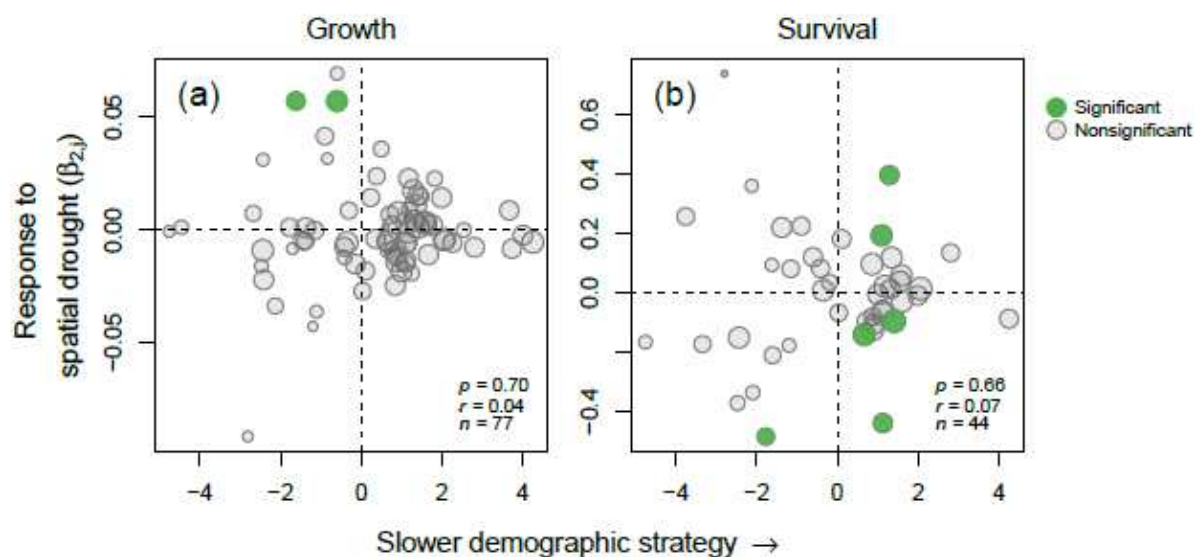 Growth
Survival
(a)
(b)
Significant
Nonsignificant
Response to
spatial drought (β2,j)
0.05
0.00
−0.05
p = 0.70
r = 0.04
n = 77
0.6
0.4
0.2
0.0
−0.4
p = 0.66
r = 0.07
n = 44
−4 −2 0 2 4
−4 −2 0 2 4
Slower demographic strategy →